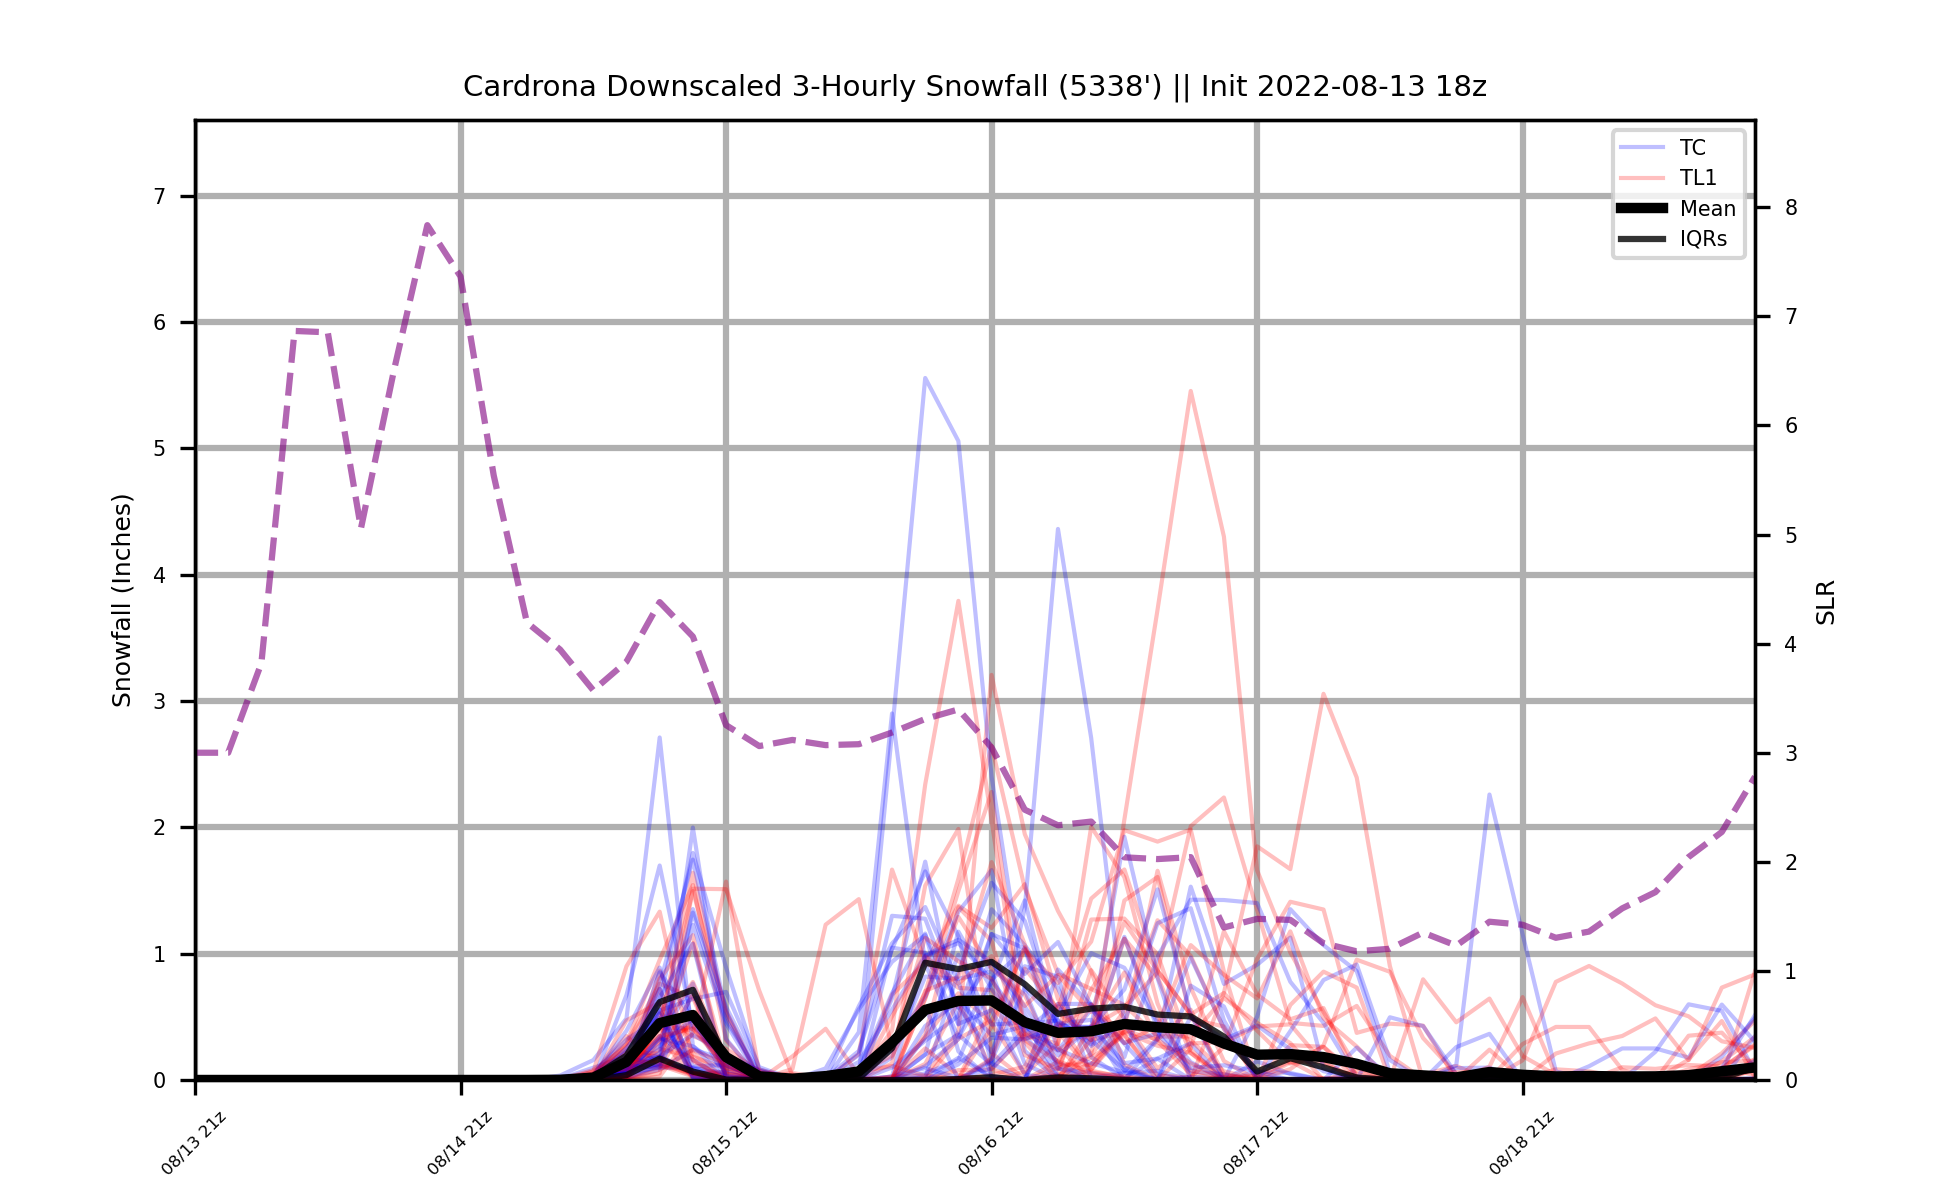 Cardrona Downscaled 3-Hourly Snowfall (5338') || Init 2022-08-13 18z
TC
TL1
Mean
IQRs
Snowfall (Inches)
7
6
5
4
3
2
1
0
8
7
6
5
4
3
2
1
0
SLR
08/13 21z
08/14 21z
08/15 21z
08/16 21z
08/17 21z
08/18 21z